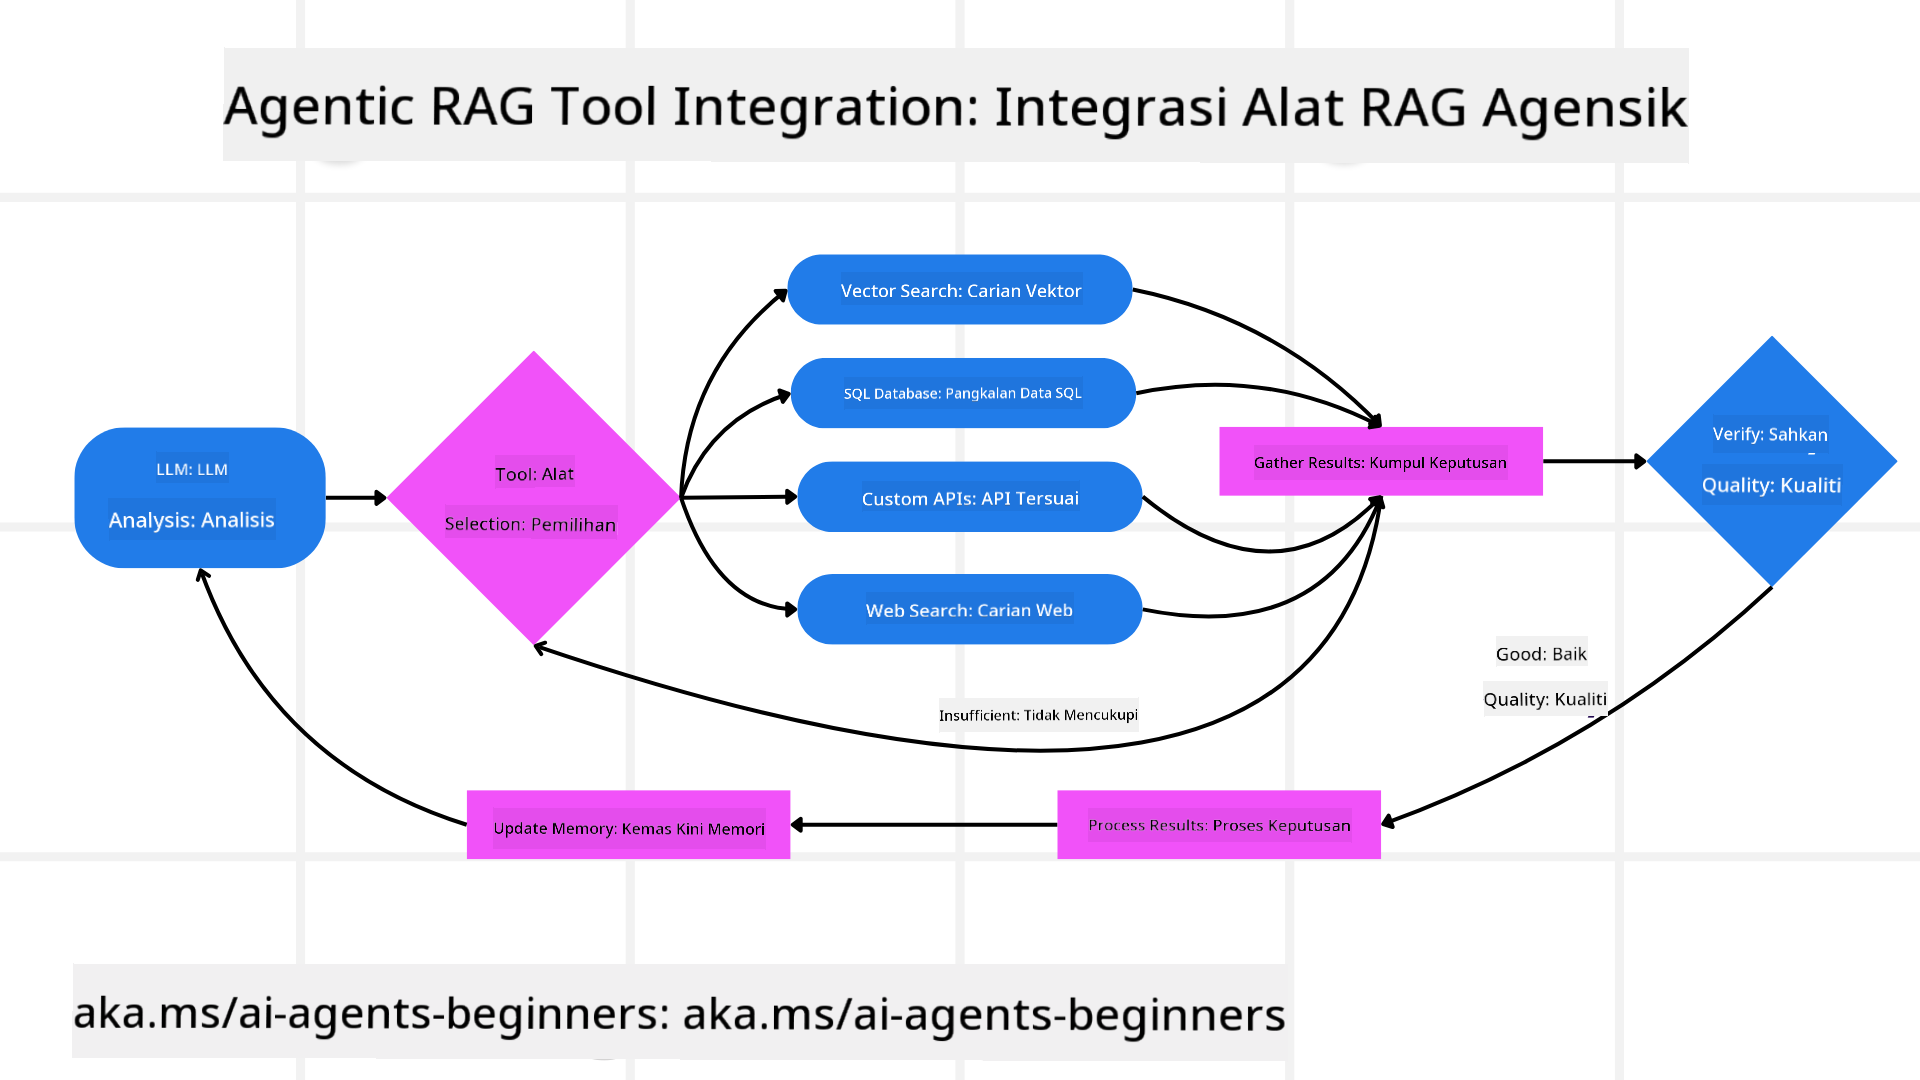 Agentic RAG Tool Integration: Integrasi Alat RAG Agensik
Vector Search: Carian Vektor
SQL Database: Pangkalan Data SQL
LLM: LLM
Analysis: Analisis
Tool: Alat
Selection: Pemilihan
Custom APIs: API Tersuai
Web Search: Carian Web
Gather Results: Kumpul Keputusan
Verify: Sahkan
Quality: Kualiti
Good: Baik
Quality: Kualiti
Insufficient: Tidak Mencukupi
Update Memory: Kemas Kini Memori
Process Results: Proses Keputusan
aka.ms/ai-agents-beginners: aka.ms/ai-agents-beginners